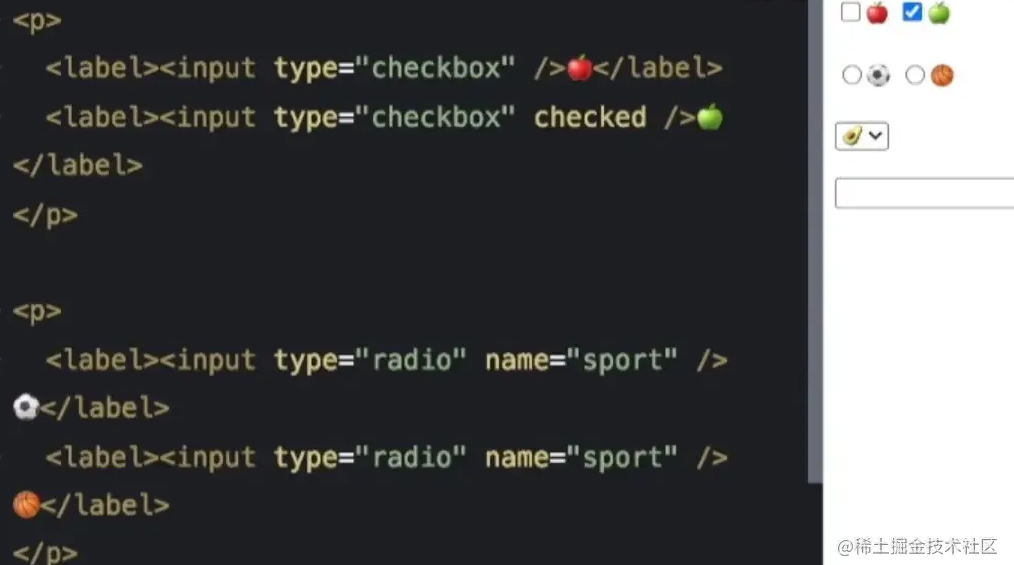 <p>
<label><input type="checkbox" />🍎</label>
<label><input type="checkbox" checked />🍏
</label>
</p>
<p>
<label><input type="radio" name="sport" />
⚽</label>
<label><input type="radio" name="sport" />
🏀</label>
</p>
@稀土掘金技术社区